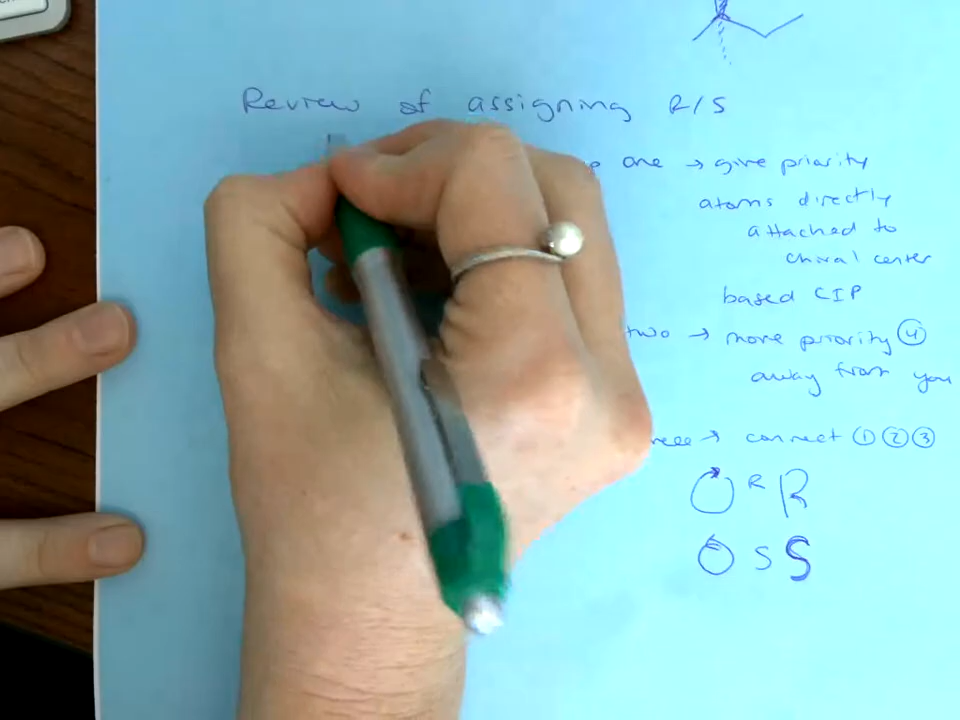 Review of assigning R/S
one → give priority
atoms directly
attached to
chiral center
based CIP
two → move priority ④
away from you
→ connect ① ② ③
R R
S S